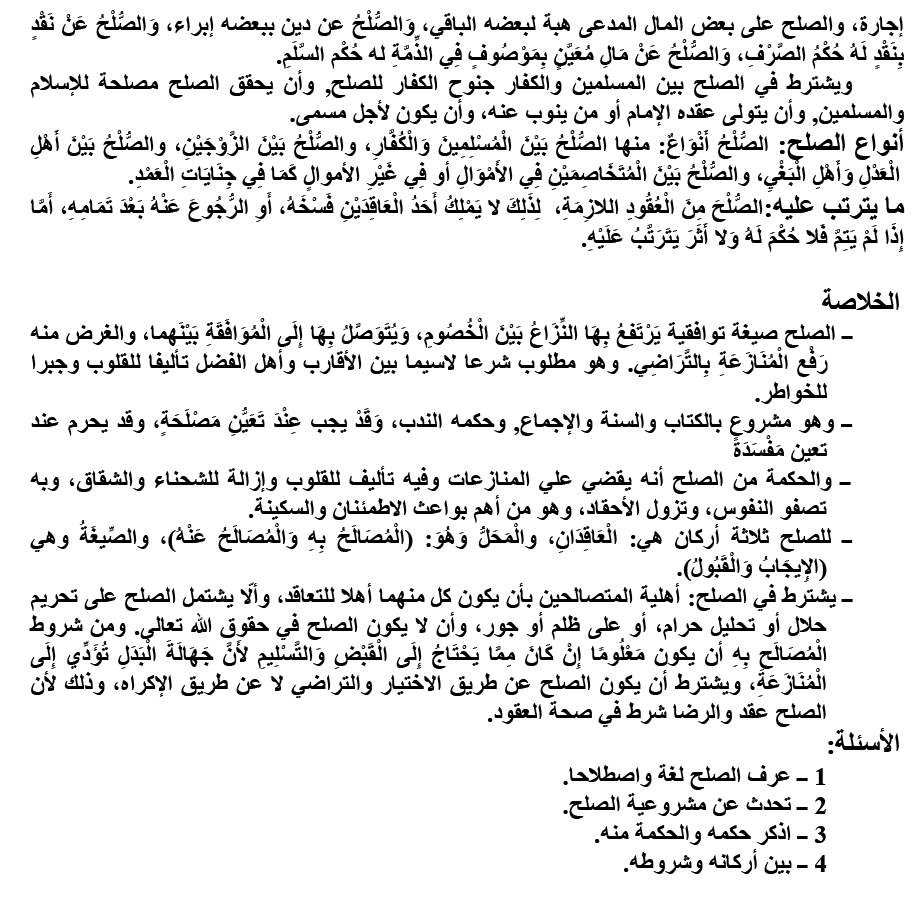 إجارة، والصلح على بعض المال المدعى هبة لبعضه الباقي، وَالصُّلْحُ عن دين ببعضه إبراء، وَالصُّلْحُ عَنْ نَقْدٍ
بِنَقْدٍ لَهُ حُكْمُ الصَّرْفِ، وَالصُّلْحُ عَنْ مَالٍ مُعَيَّنٍ بِمَوْصُوفٍ فِي الذِّمَّةِ له حُكْم السَّلَمِ.
ويشترط في الصلح بين المسلمين والكفار جنوح الكفار للصلح, وأن يحقق الصلح مصلحة للإسلام
والمسلمين, وأن يتولى عقده الإمام أو من ينوب عنه، وأن يكون لأجل مسمى.
أنواع الصلح: الصُّلْحُ أَنْوَاعٌ: منها الصُّلْحُ بَيْنَ الْمُسْلِمِينَ وَالْكُفَّارِ، والصُّلْحُ بَيْنَ الزَّوْجَيْنِ، والصُّلْحُ بَيْنَ أَهْلِ
الْعَدْلِ وَأَهْلِ الْبَغْيِ، والصُّلْحُ بَيْنَ الْمُتَخَاصِمَيْنِ فِي الأَمْوَالِ أَو فِي غَيْرِ الأموالِ كَمَا فِي جِنَايَاتِ الْعَمْدِ.
ما يترتب عليه:الصُّلْحَ مِنَ الْعُقُودِ اللازِمَةِ، لِذَلِكَ لا يَمْلِكُ أَحَدُ الْعَاقِدَيْنِ فَسْخَهُ، أَوِ الرُّجُوعَ عَنْهُ بَعْدَ تَمَامِهِ، أَمَّا
إِذَا لَمْ يَتِمَّ فَلا حُكْمَ لَهُ وَلا أَثَرَ يَتَرَتَّبُ عَلَيْهِ.
الخلاصة
ـ الصلح صيغة توافقية يَرْتَفعُ بِهَا النِّزَاعُ بَيْنَ الْخُصُومِ، وَيُتَوَصَّلُ بِهَا إِلَى الْمُوَافَقَةِ بَيْنَهما، والغرض منه
رَفْع الْمُنَازَعَةِ بِالتَّرَاضِي. وهو مطلوب شرعا لاسيما بين الأقارب وأهل الفضل تأليفا للقلوب وجبرا
للخواطر.
ـ وهو مشروع بالكتاب والسنة والإجماع, وحكمه الندب، وَقَدْ يجب عِنْدَ تَعَيُّنِ مَصْلَحَةٍ، وقد يحرم عند
تعين مَفْسَدَةً
ـ والحكمة من الصلح أنه يقضي علي المنازعات وفيه تأليف للقلوب وإزالة للشحناء والشقاق، وبه
تصفو النفوس، وتزول الأحقاد، وهو من أهم بواعث الاطمئنان والسكينة.
ـ للصلح ثلاثة أركان هي: الْعَاقِدَانِ، والْمَحَلُّ وَهُوَ: (الْمُصَالَحُ بِهِ وَالْمُصَالَحُ عَنْهُ)، والصِّيغَةُ وهي
(الإِيجَابُ وَالْقَبُولُ).
ـ يشترط في الصلح: أهلية المتصالحين بأن يكون كل منهما أهلا للتعاقد، وألّا يشتمل الصلح على تحريم
حلال أو تحليل حرام، أو على ظلم أو جور، وأن لا يكون الصلح في حقوق الله تعالى. ومن شروط
الْمُصَالَحِ بِهِ أن يكون مَعْلُومًا إِنْ كَانَ مِمَّا يَحْتَاجُ إِلَى الْقَبْضِ وَالتَّسْلِيمِ لأَنَّ جَهَالَةَ الْبَدَلِ تُؤَدِّي إِلَى
الْمُنَازَعَةِ، ويشترط أن يكون الصلح عن طريق الاختيار والتراضي لا عن طريق الإكراه، وذلك لأن
الصلح عقد والرضا شرط في صحة العقود.
الأسئلة:
1 ـ عرف الصلح لغة واصطلاحا.
2 ـ تحدث عن مشروعية الصلح.
3 ـ اذكر حكمه والحكمة منه.
4 ـ بين أركانه وشروطه.